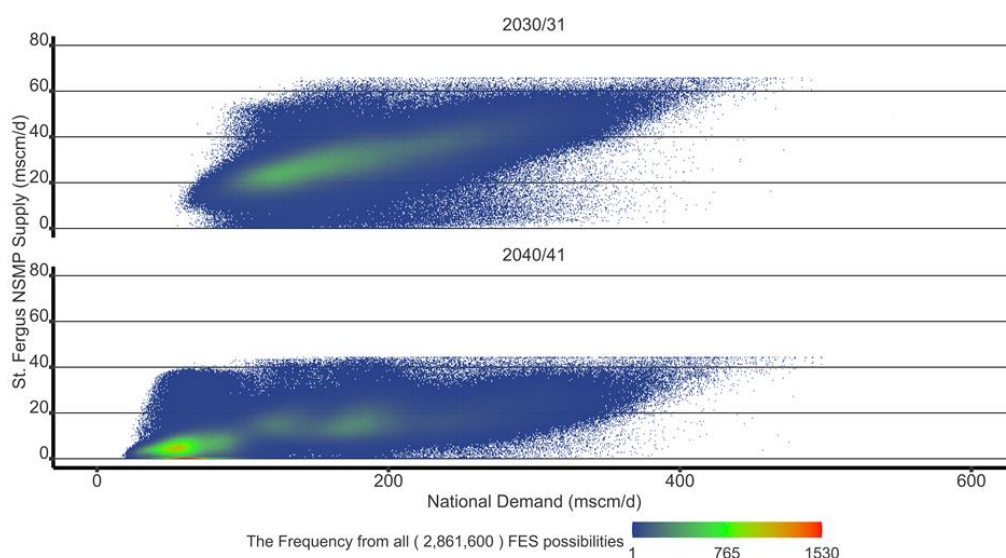 2030/31
80
60
40
20
0
St. Fergus NSMP Supply (mscm/d)
2040/41
80
60
40
20
0
0 200 400 600
National Demand (mscm/d)
The Frequency from all ( 2,861,600 ) FES possibilities
1 765 1530